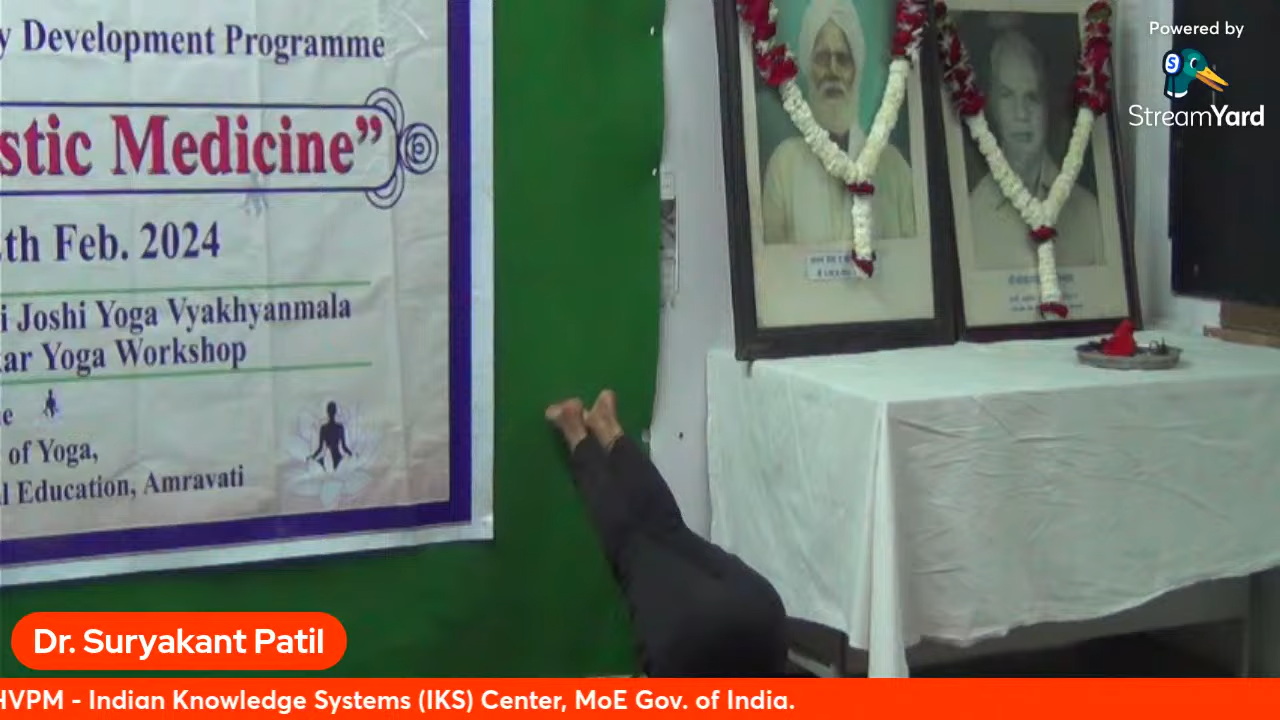 y Development Programme
stic Medicine”
th Feb. 2024
i Joshi Yoga Vyakhyanmala
ar Yoga Workshop
e
of Yoga,
l Education, Amravati
Powered by
S
StreamYard
Dr. Suryakant Patil
HVPM - Indian Knowledge Systems (IKS) Center, MoE Gov. of India.